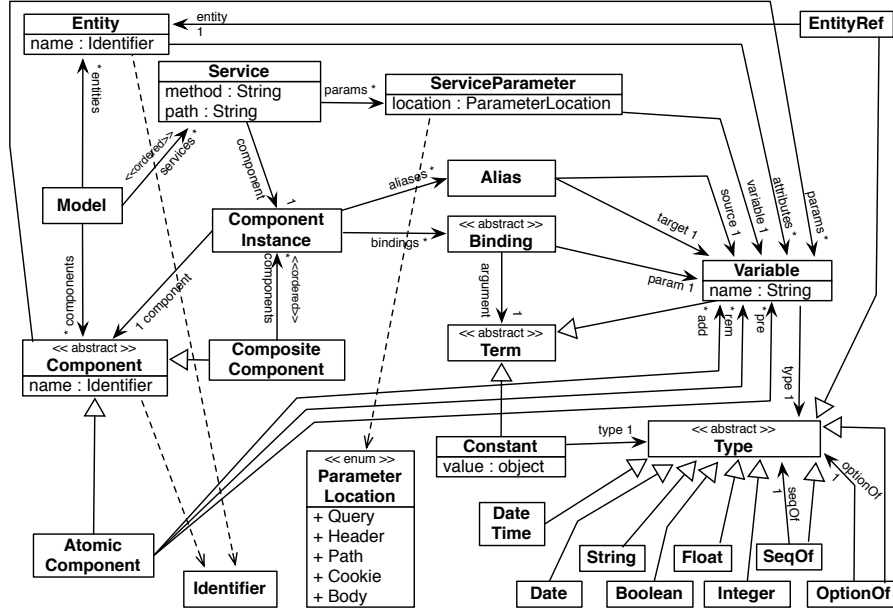 Entity
name : Identifier
entity
1
EntityRef
* entities
Service
method : String
path : String
params *
ServiceParameter
location : ParameterLocation
<<ordered>>
services *
component
1
Model
Component
Instance
aliases *
Alias
bindings *
<< abstract >>
Binding
source 1
variable 1
attributes *
params *
target 1
param 1
argument
1
Variable
name : String
* components
1 component
*
components
<<ordered>>
<< abstract >>
Component
name : Identifier
Composite
Component
<< abstract >>
Term
* add
* rem
* pre
type 1
Constant
value : object
type 1
<< abstract >>
Type
<< enum >>
Parameter
Location
+ Query
+ Header
+ Path
+ Cookie
+ Body
Atomic
Component
Identifier
Date
Time
Date
String
Boolean
Float
Integer
1
seqOf
SeqOf
optionOf
1
OptionOf